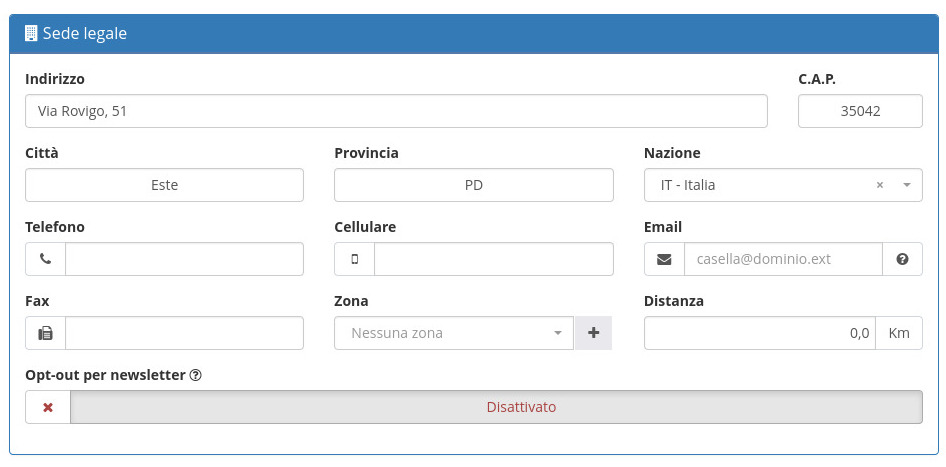 Sede legale
Indirizzo C.A.P.
Via Rovigo, 51 35042
Città Provincia Nazione
Este PD IT - Italia ×
Telefono Cellulare Email
casella@dominio.ext
Fax Zona Distanza
Nessuna zona 0,0 Km
Opt-out per newsletter
Disattivato